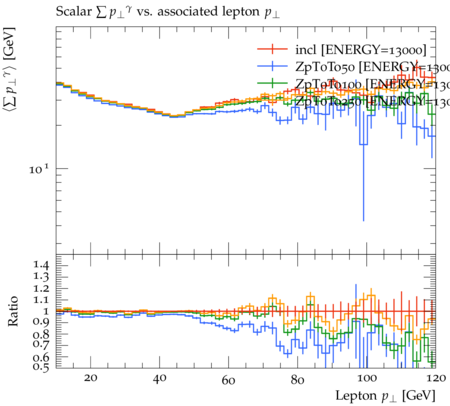 Scalar ∑ p⊥^γ vs. associated lepton p⊥
⟨∑ p⊥^γ⟩ [GeV]
incl [ENERGY=13000]
ZpToTo50 [ENERGY=1300
ZpToTo100 [ENERGY=130
ZpToTo250 [ENERGY=130
10^1
Ratio
1.4
1.3
1.2
1.1
1
0.9
0.8
0.7
0.6
0.5
20 40 60 80 100 120
Lepton p⊥ [GeV]